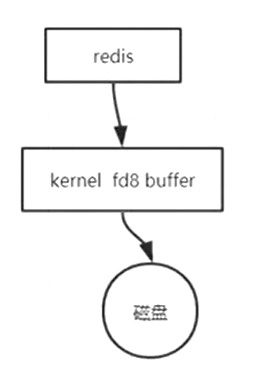 redis
kernel fd8 buffer
磁盘